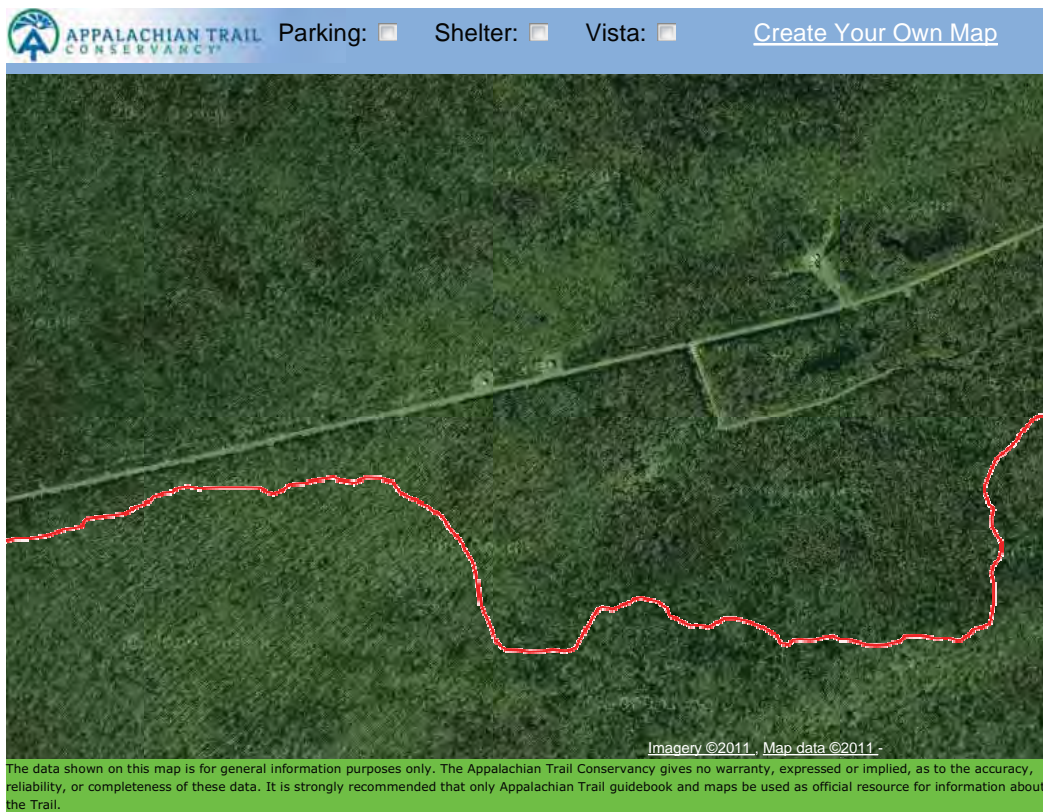 APPALACHIAN TRAIL
CONSERVANCY
Parking: Shelter: Vista: Create Your Own Map
Imagery ©2011 , Map data ©2011 -
The data shown on this map is for general information purposes only. The Appalachian Trail Conservancy gives no warranty, expressed or implied, as to the accuracy,
reliability, or completeness of these data. It is strongly recommended that only Appalachian Trail guidebook and maps be used as official resource for information about
the Trail.